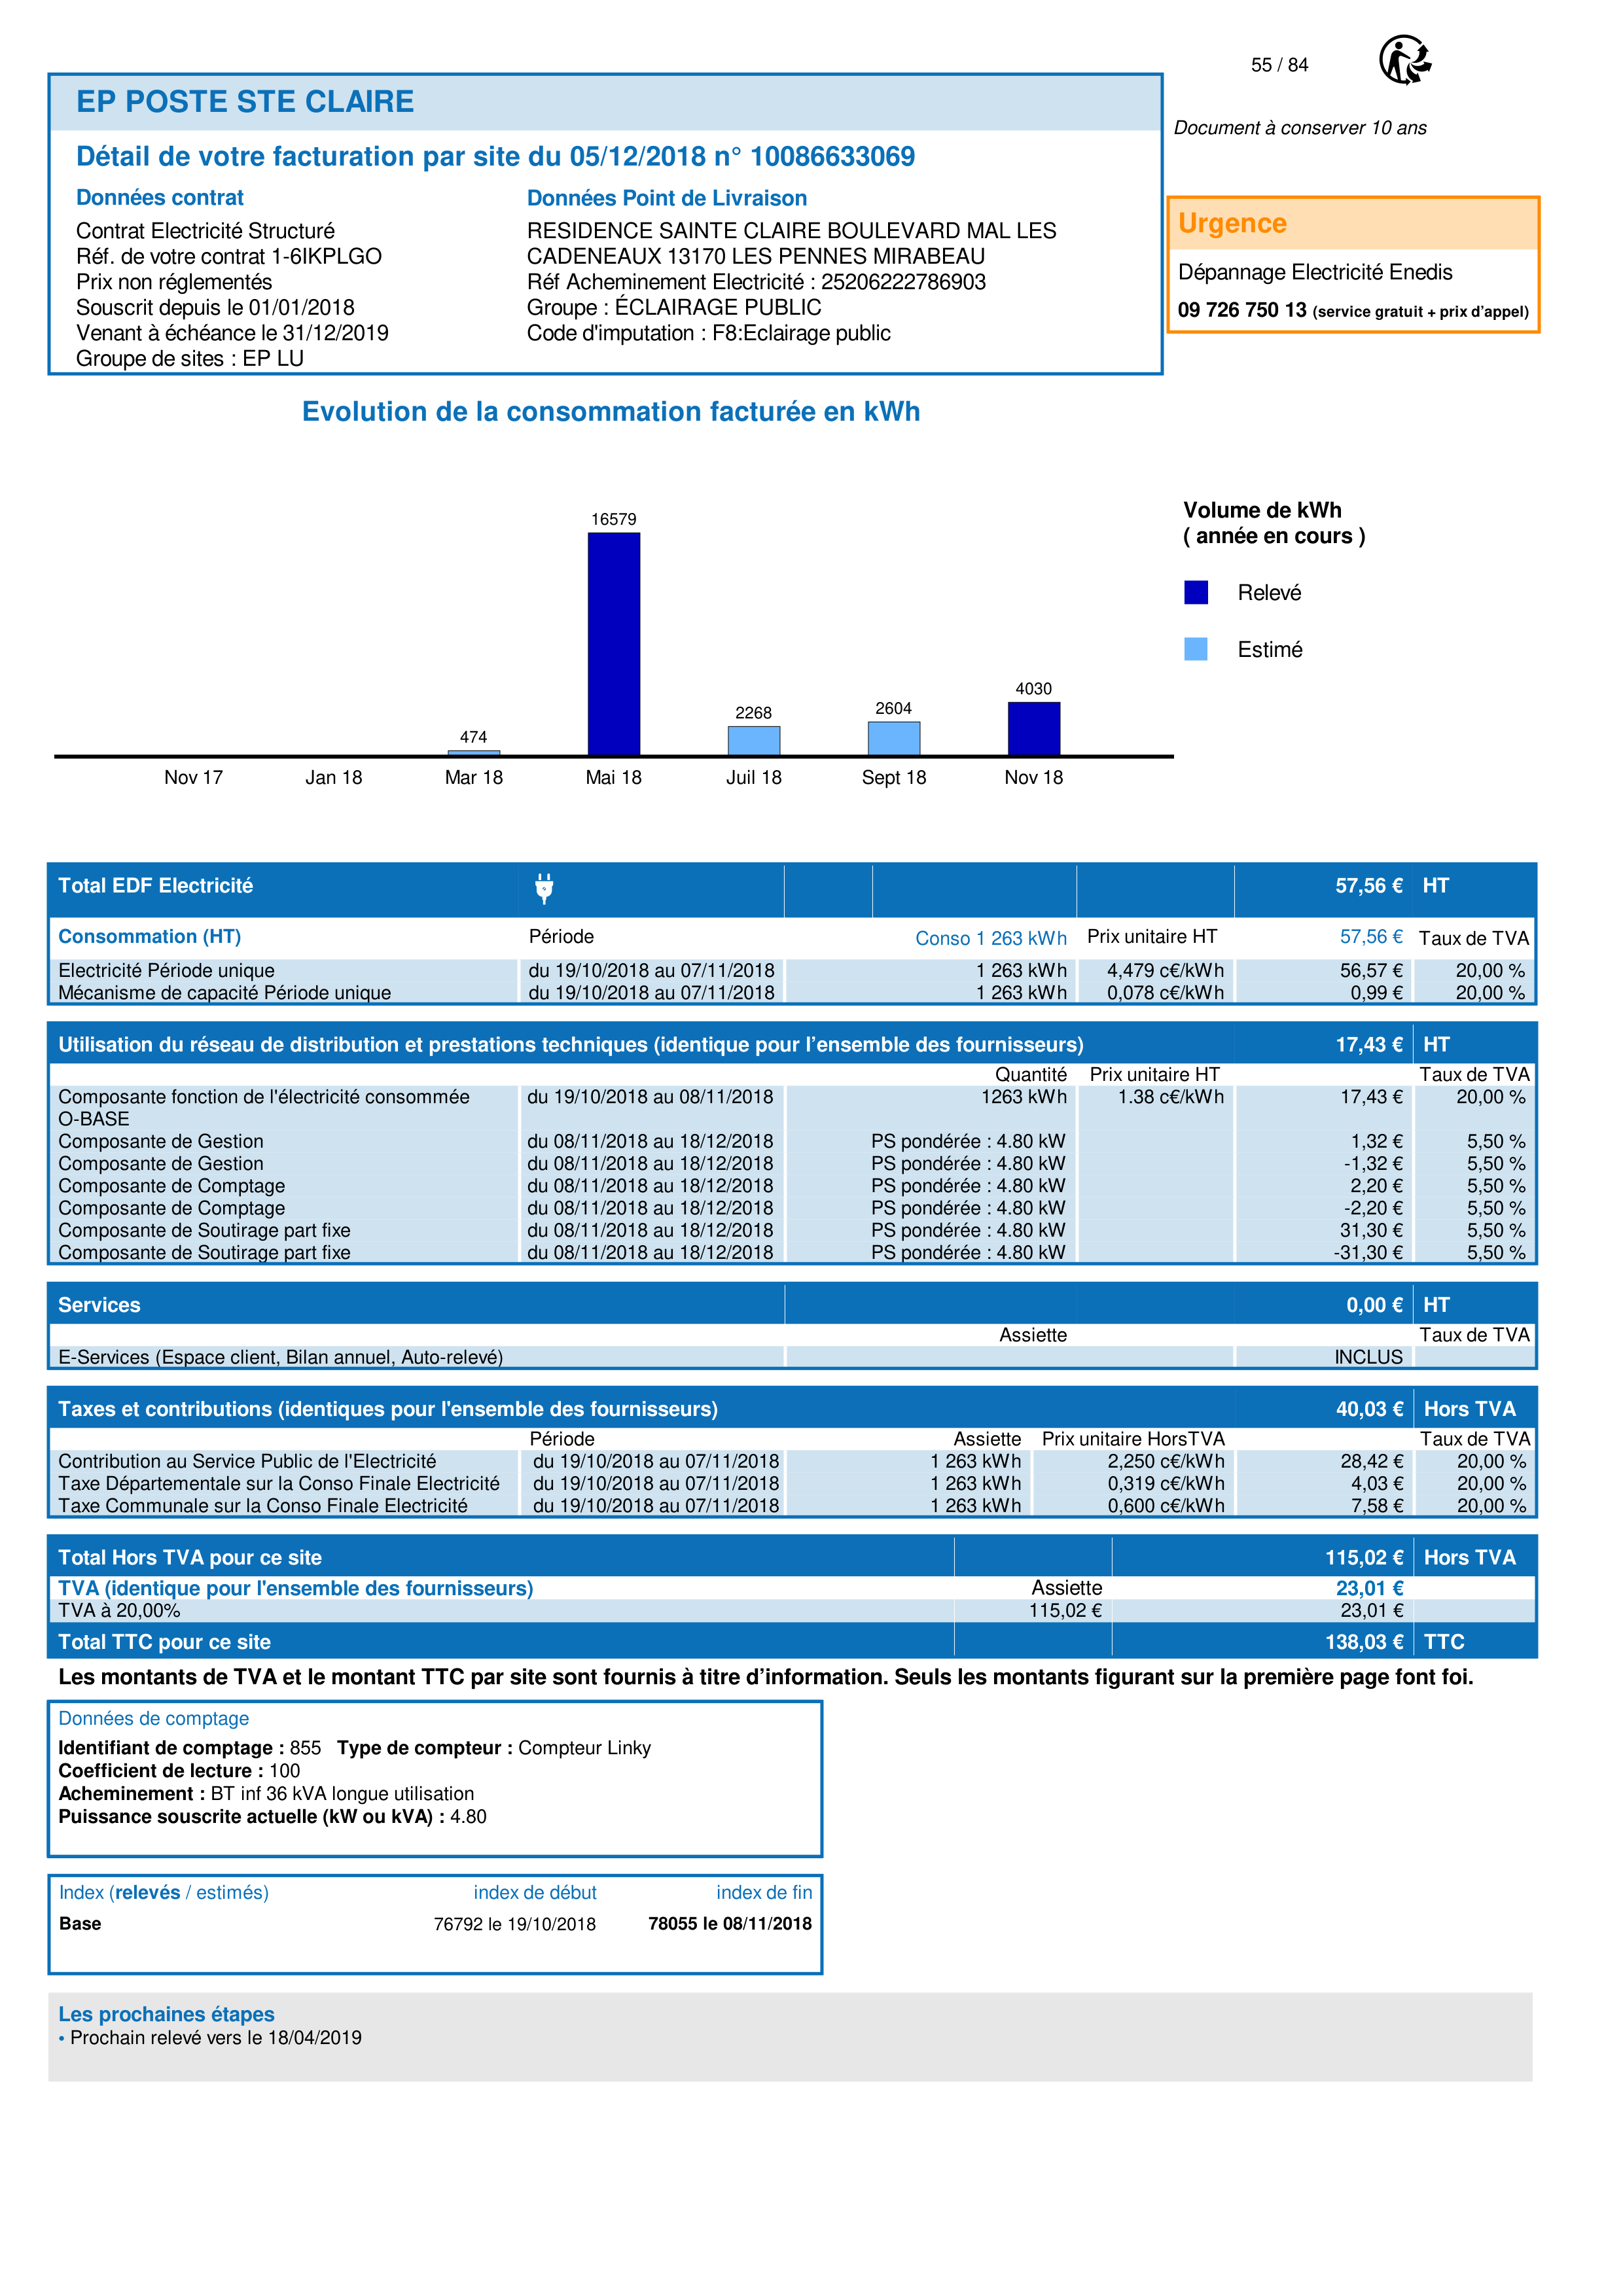 55 / 84
EP POSTE STE CLAIRE
Document à conserver 10 ans
Détail de votre facturation par site du 05/12/2018 n° 10086633069
Données contrat
Contrat Electricité Structuré
Réf. de votre contrat 1-6IKPLGO
Prix non réglementés
Souscrit depuis le 01/01/2018
Venant à échéance le 31/12/2019
Groupe de sites : EP LU
Données Point de Livraison
RESIDENCE SAINTE CLAIRE BOULEVARD MAL LES
CADENEAUX 13170 LES PENNES MIRABEAU
Réf Acheminement Electricité : 25206222786903
Groupe : ÉCLAIRAGE PUBLIC
Code d'imputation : F8:Eclairage public
Urgence
Dépannage Electricité Enedis
09 726 750 13 (service gratuit + prix d’appel)
Evolution de la consommation facturée en kWh
16579
4030
2604
2268
474
Nov 17 Jan 18 Mar 18 Mai 18 Juil 18 Sept 18 Nov 18
Volume de kWh
( année en cours )
Relevé
Estimé
Total EDF Electricité 57,56 € HT
Consommation (HT) Période Conso 1 263 kWh Prix unitaire HT 57,56 € Taux de TVA
Electricité Période unique du 19/10/2018 au 07/11/2018 1 263 kWh 4,479 c€/kWh 56,57 € 20,00 %
Mécanisme de capacité Période unique du 19/10/2018 au 07/11/2018 1 263 kWh 0,078 c€/kWh 0,99 € 20,00 %
Utilisation du réseau de distribution et prestations techniques (identique pour l’ensemble des fournisseurs) 17,43 € HT
Quantité Prix unitaire HT Taux de TVA
Composante fonction de l'électricité consommée du 19/10/2018 au 08/11/2018 1263 kWh 1.38 c€/kWh 17,43 € 20,00 %
O-BASE
Composante de Gestion du 08/11/2018 au 18/12/2018 PS pondérée : 4.80 kW 1,32 € 5,50 %
Composante de Gestion du 08/11/2018 au 18/12/2018 PS pondérée : 4.80 kW -1,32 € 5,50 %
Composante de Comptage du 08/11/2018 au 18/12/2018 PS pondérée : 4.80 kW 2,20 € 5,50 %
Composante de Comptage du 08/11/2018 au 18/12/2018 PS pondérée : 4.80 kW -2,20 € 5,50 %
Composante de Soutirage part fixe du 08/11/2018 au 18/12/2018 PS pondérée : 4.80 kW 31,30 € 5,50 %
Composante de Soutirage part fixe du 08/11/2018 au 18/12/2018 PS pondérée : 4.80 kW -31,30 € 5,50 %
Services 0,00 € HT
Assiette Taux de TVA
E-Services (Espace client, Bilan annuel, Auto-relevé) INCLUS
Taxes et contributions (identiques pour l'ensemble des fournisseurs) 40,03 € Hors TVA
Période Assiette Prix unitaire HorsTVA Taux de TVA
Contribution au Service Public de l'Electricité du 19/10/2018 au 07/11/2018 1 263 kWh 2,250 c€/kWh 28,42 € 20,00 %
Taxe Départementale sur la Conso Finale Electricité du 19/10/2018 au 07/11/2018 1 263 kWh 0,319 c€/kWh 4,03 € 20,00 %
Taxe Communale sur la Conso Finale Electricité du 19/10/2018 au 07/11/2018 1 263 kWh 0,600 c€/kWh 7,58 € 20,00 %
Total Hors TVA pour ce site 115,02 € Hors TVA
TVA (identique pour l'ensemble des fournisseurs) Assiette 23,01 €
TVA à 20,00% 115,02 € 23,01 €
Total TTC pour ce site 138,03 € TTC
Les montants de TVA et le montant TTC par site sont fournis à titre d’information. Seuls les montants figurant sur la première page font foi.
Données de comptage
Identifiant de comptage : 855 Type de compteur : Compteur Linky
Coefficient de lecture : 100
Acheminement : BT inf 36 kVA longue utilisation
Puissance souscrite actuelle (kW ou kVA) : 4.80
Index (relevés / estimés) index de début index de fin
Base 76792 le 19/10/2018 78055 le 08/11/2018
Les prochaines étapes
• Prochain relevé vers le 18/04/2019